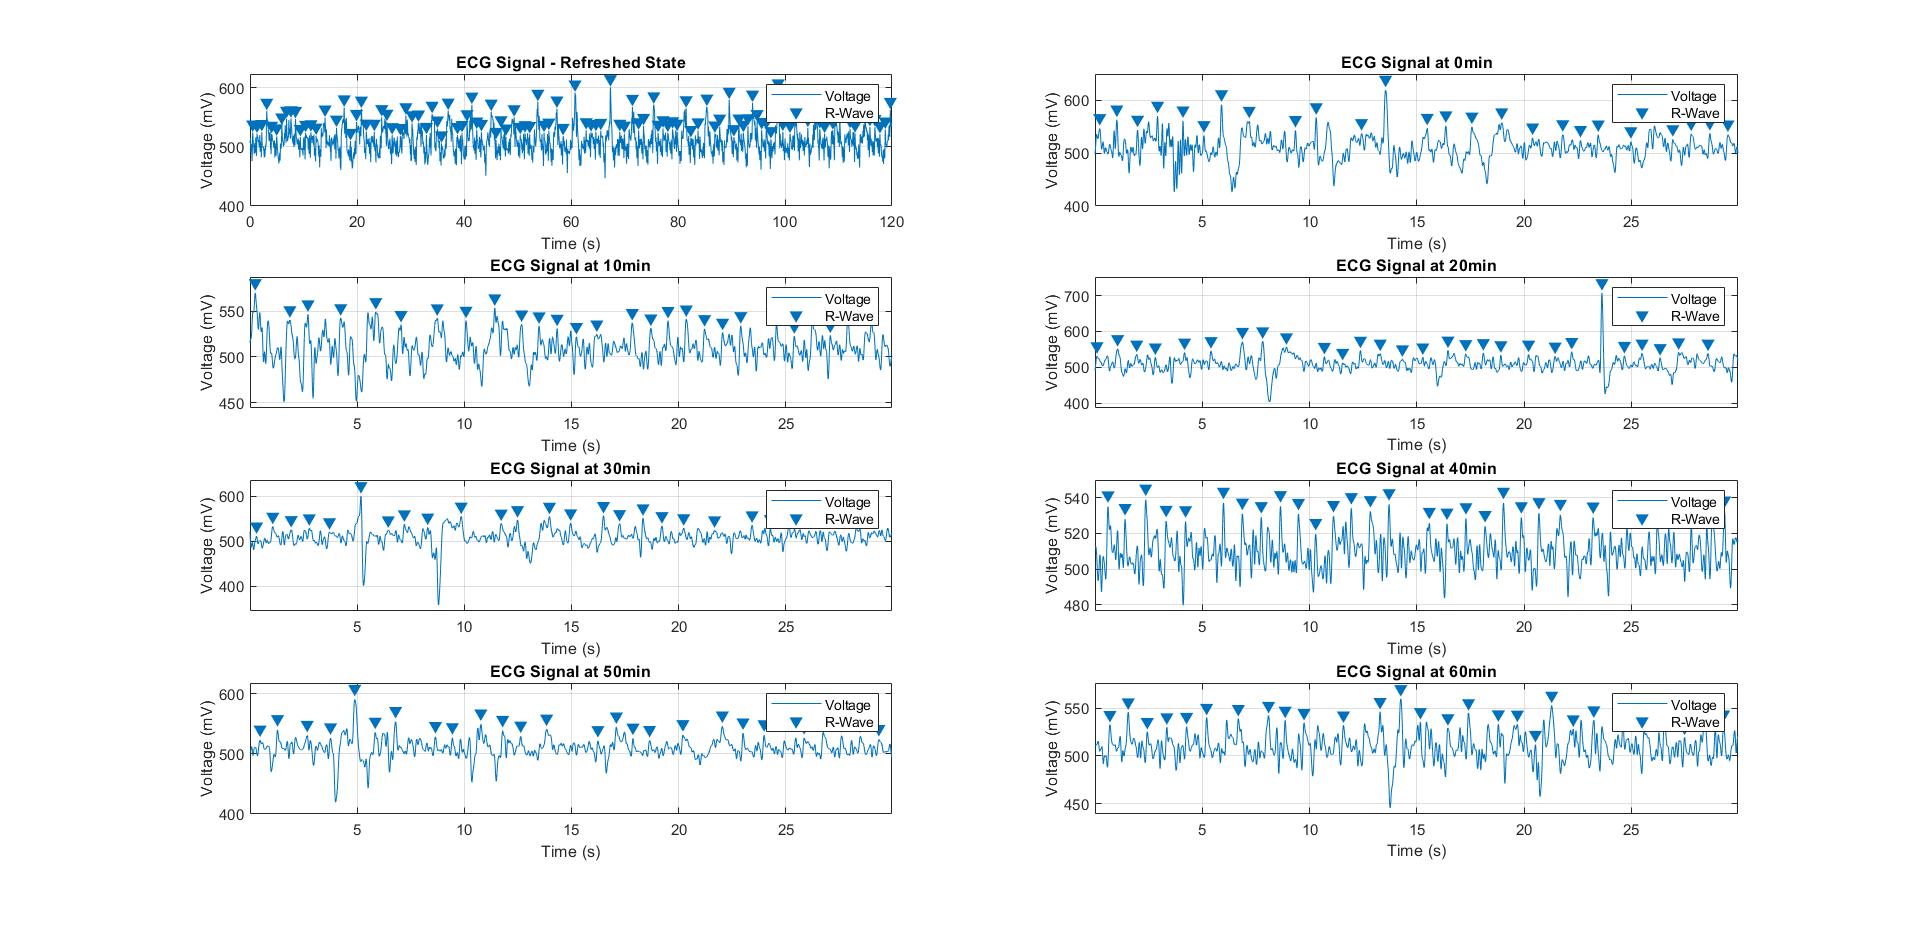 ECG Signal - Refreshed State
Voltage (mV)
600
500
400
Voltage
R-Wave
0 20 40 60 80 100 120
Time (s)
ECG Signal at 0min
Voltage (mV)
600
500
400
Voltage
R-Wave
5 10 15 20 25
Time (s)
ECG Signal at 10min
Voltage (mV)
550
500
450
Voltage
R-Wave
5 10 15 20 25
Time (s)
ECG Signal at 20min
Voltage (mV)
700
600
500
400
Voltage
R-Wave
5 10 15 20 25
Time (s)
ECG Signal at 30min
Voltage (mV)
600
500
400
Voltage
R-Wave
5 10 15 20 25
Time (s)
ECG Signal at 40min
Voltage (mV)
540
520
500
480
Voltage
R-Wave
5 10 15 20 25
Time (s)
ECG Signal at 50min
Voltage (mV)
600
500
400
Voltage
R-Wave
5 10 15 20 25
Time (s)
ECG Signal at 60min
Voltage (mV)
550
500
450
Voltage
R-Wave
5 10 15 20 25
Time (s)